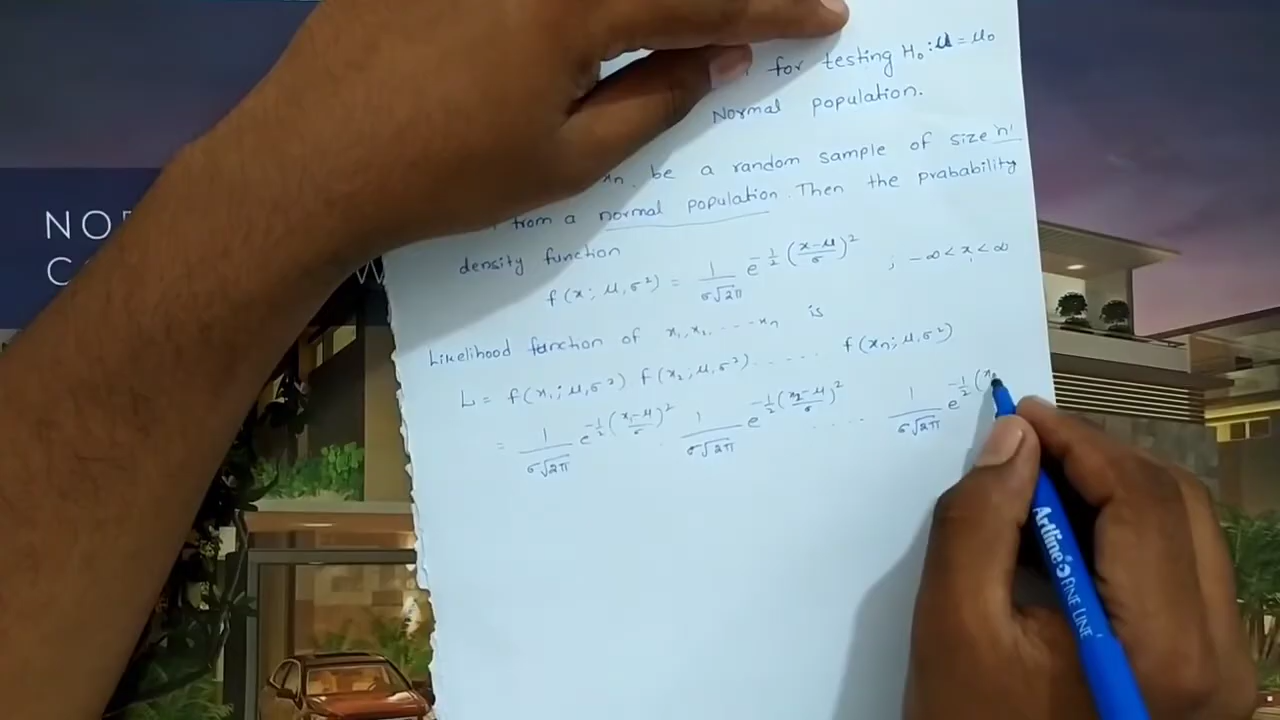 for testing H₀ : μ = μ₀
Normal population.
xn. be a random sample of size 'n'
from a normal population. Then the prabability
density function
f(x; μ, σ²) = 1/(σ√2π) e^(-1/2 ((x-μ)/σ)²) ; -∞ < x < ∞
Likelihood function of x₁, x₂, ....xn is
L = f(x₁; μ, σ²) f(x₂; μ, σ²) ..... f(xn; μ, σ²)
= 1/(σ√2π) e^(-1/2 ((x₁-μ)/σ)²) . 1/(σ√2π) e^(-1/2 ((x₂-μ)/σ)²) ..... 1/(σ√2π) e^(-1/2 (x
NO
Artline FINE LINE